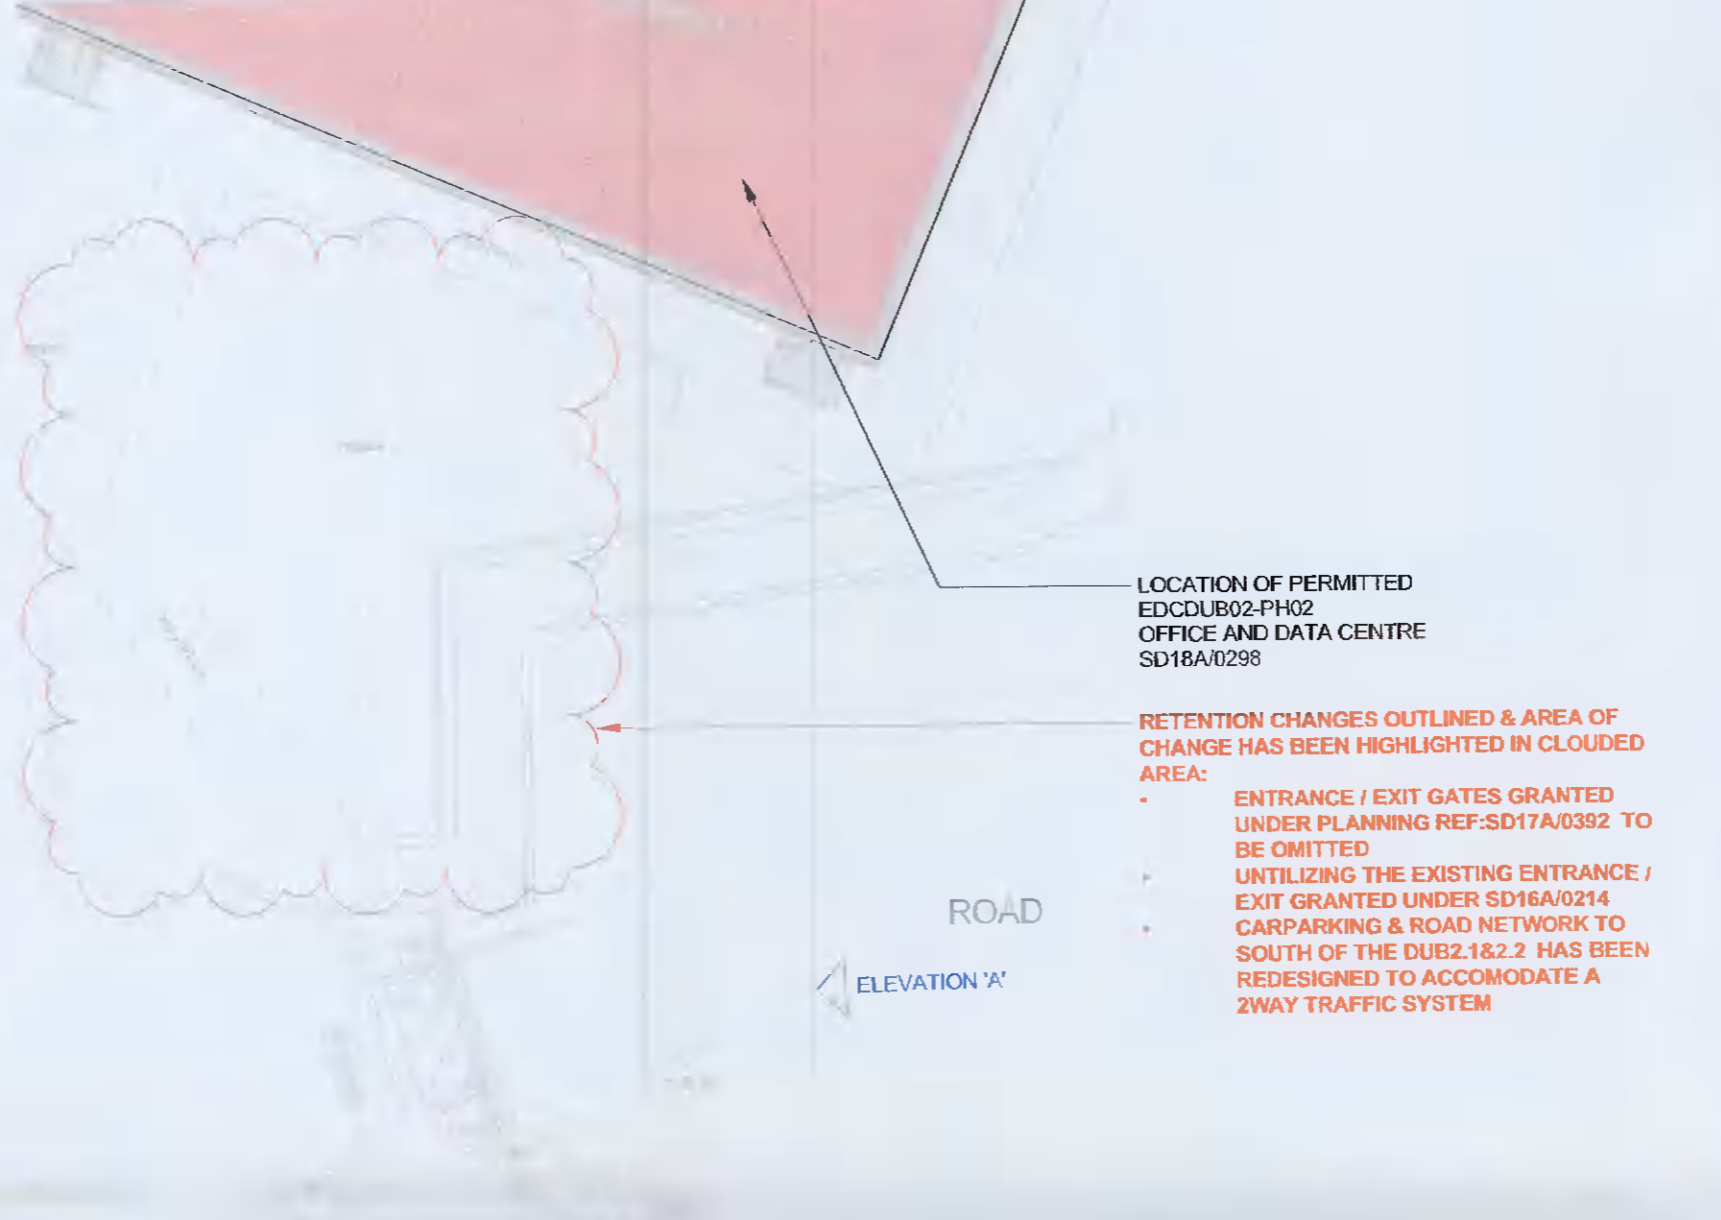 LOCATION OF PERMITTED
EDCDUB02-PH02
OFFICE AND DATA CENTRE
SD18A/0298
RETENTION CHANGES OUTLINED & AREA OF
CHANGE HAS BEEN HIGHLIGHTED IN CLOUDED
AREA:
• ENTRANCE / EXIT GATES GRANTED
UNDER PLANNING REF:SD17A/0392 TO
BE OMITTED
• UNTILIZING THE EXISTING ENTRANCE /
EXIT GRANTED UNDER SD16A/0214
• CARPARKING & ROAD NETWORK TO
SOUTH OF THE DUB2.1&2.2 HAS BEEN
REDESIGNED TO ACCOMODATE A
2WAY TRAFFIC SYSTEM
ROAD
ELEVATION 'A'